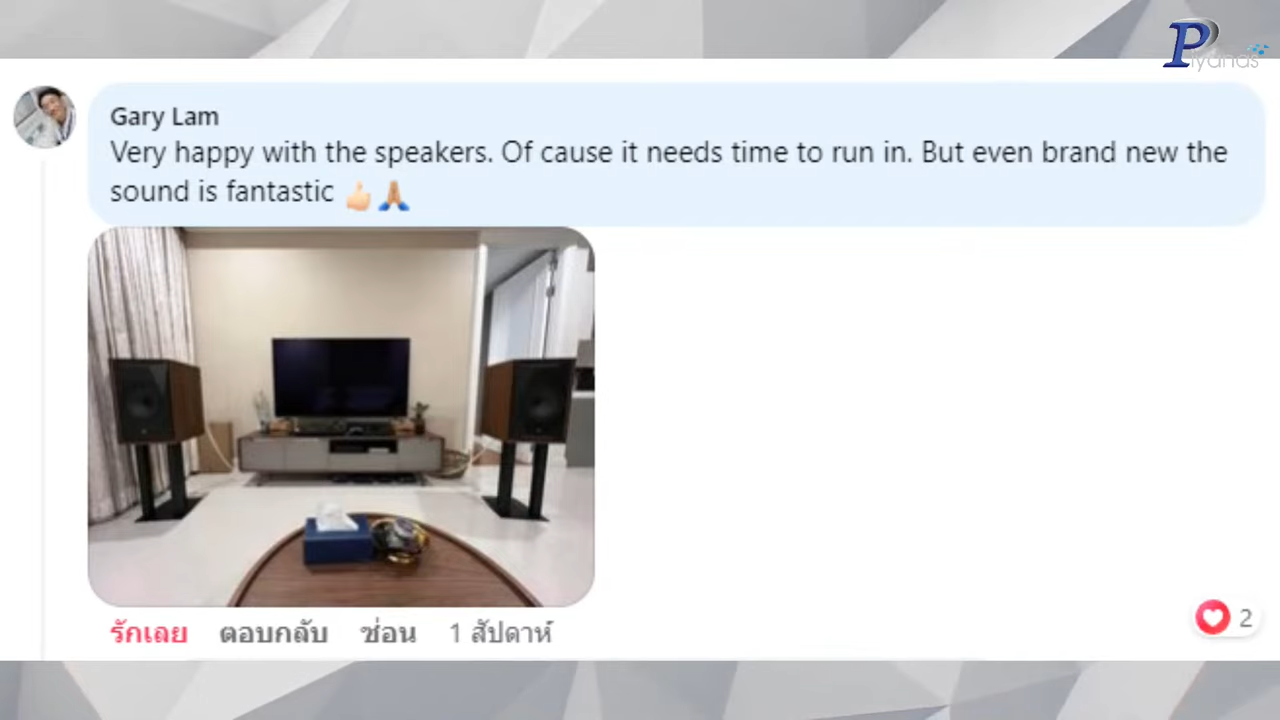 Piyanas
Gary Lam
Very happy with the speakers. Of cause it needs time to run in. But even brand new the
sound is fantastic 👍🏻🙏🏽
รักเลย ตอบกลับ ซ่อน 1 สัปดาห์
2